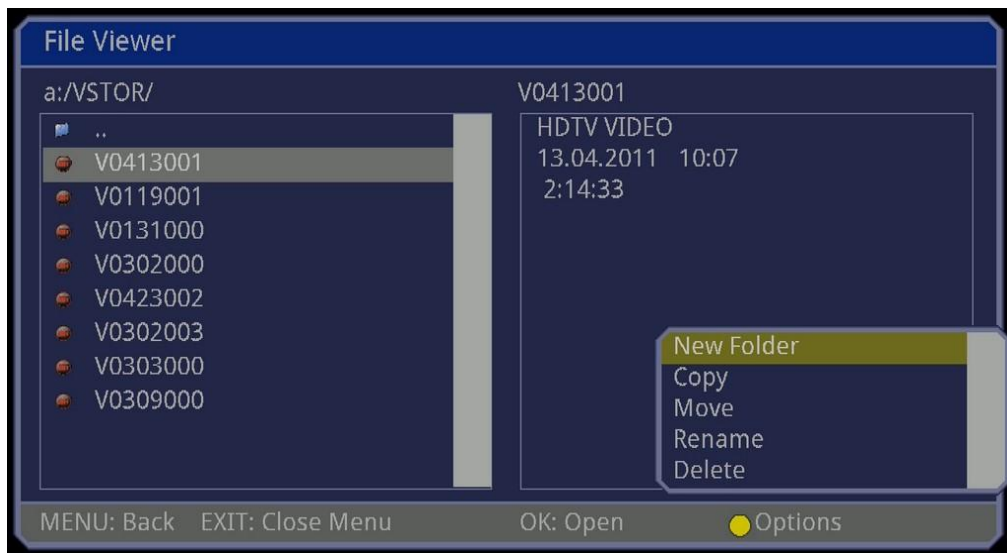 File Viewer
a:/VSTOR/
..
V0413001
V0119001
V0131000
V0302000
V0423002
V0302003
V0303000
V0309000
V0413001
HDTV VIDEO
13.04.2011 10:07
2:14:33
New Folder
Copy
Move
Rename
Delete
MENU: Back EXIT: Close Menu OK: Open Options